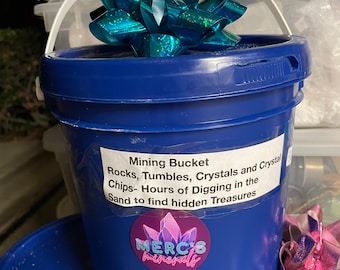 Mining Bucket
Rocks, Tumbles, Crystals and Crystal
Chips- Hours of Digging in the
Sand to find hidden Treasures
MERC'S
minerals